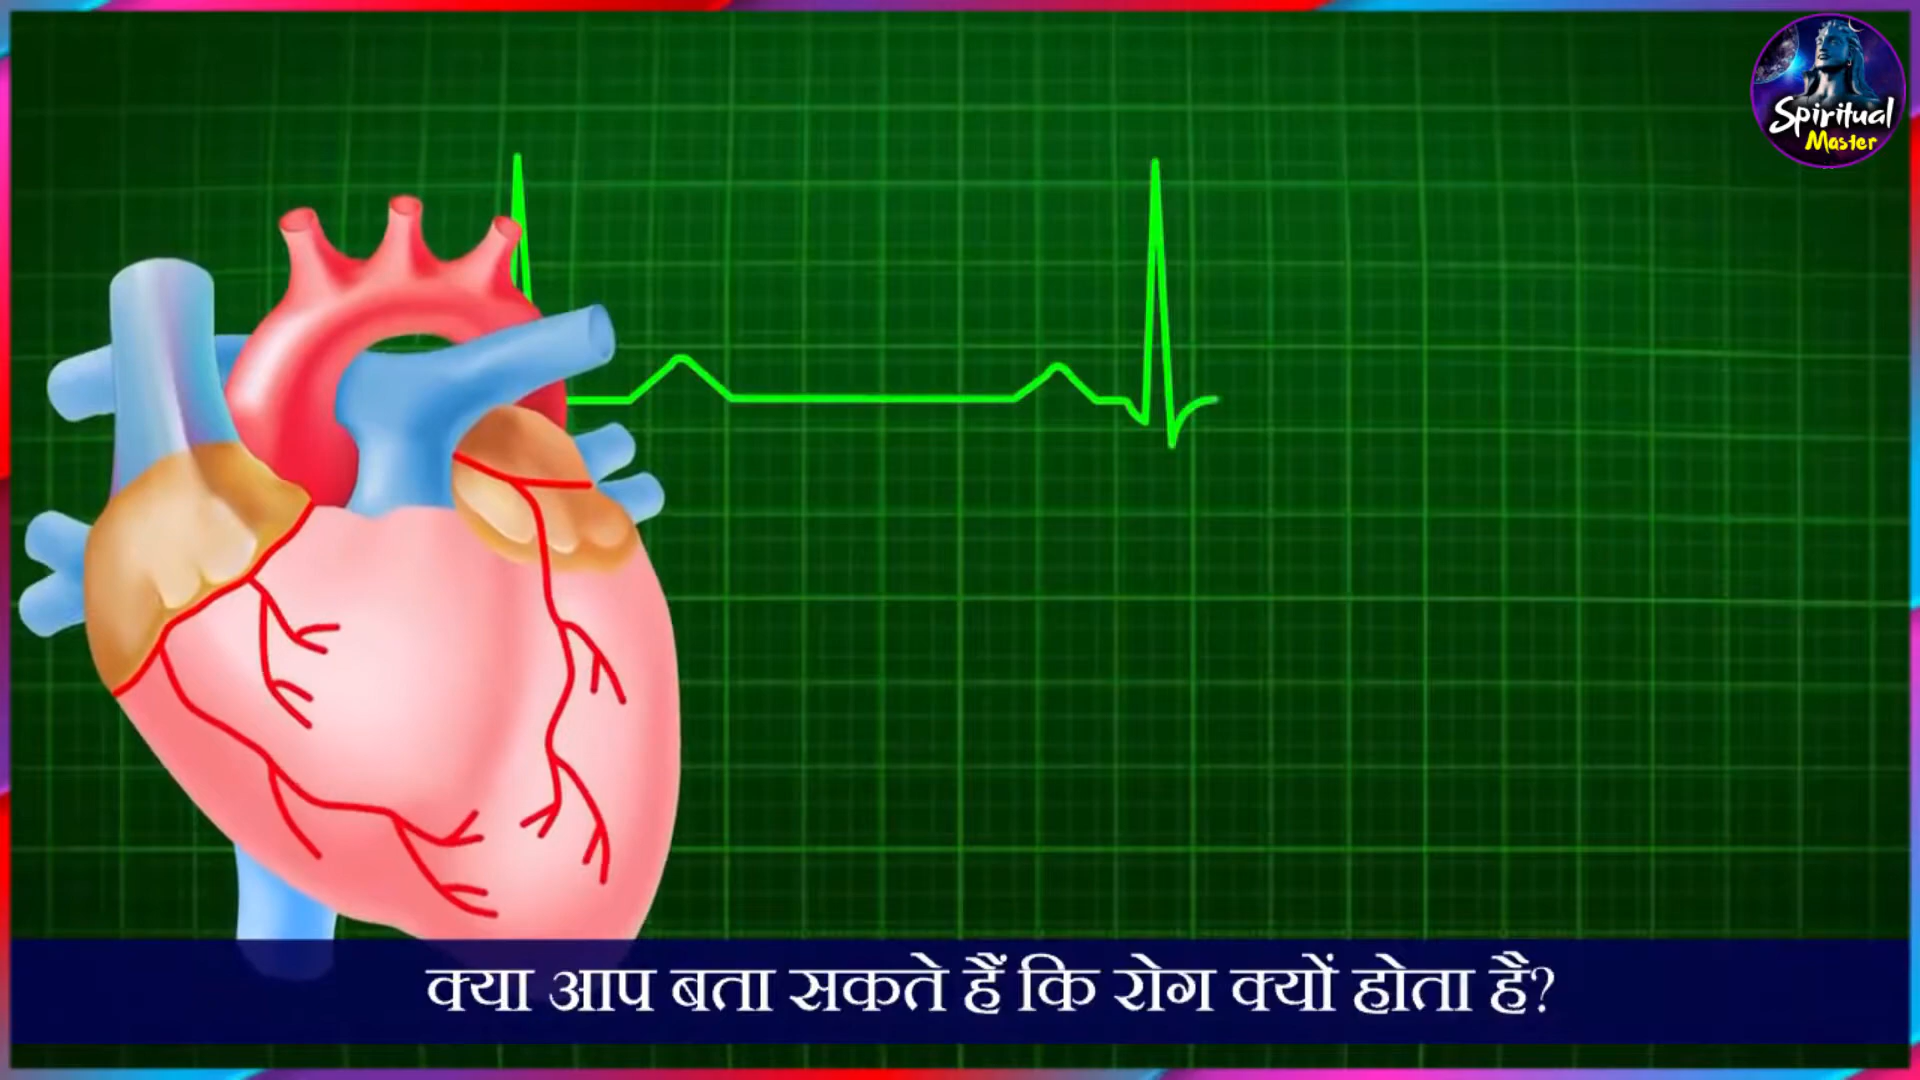 Spiritual
Master
क्या आप बता सकते हैं कि रोग क्यों होता है?